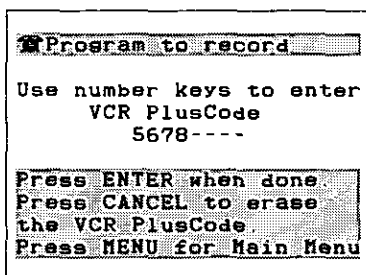 ☎Program to record
Use number keys to enter
VCR PlusCode
5678----
Press ENTER when done.
Press CANCEL to erase
the VCR PlusCode.
Press MENU for Main Menu